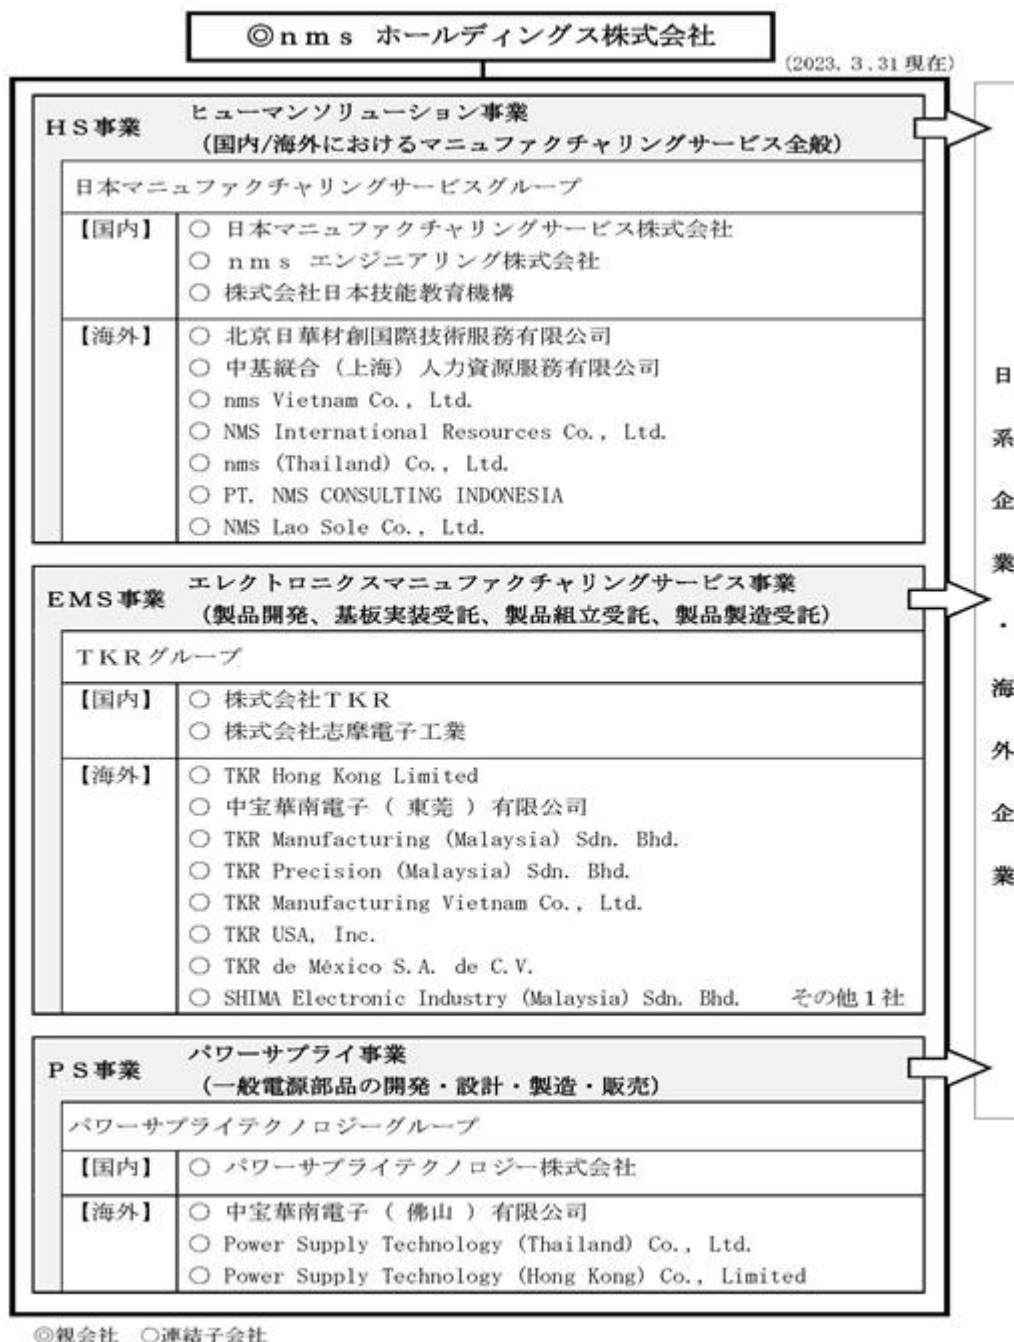 ◎ｎｍｓ ホールディングス株式会社
(2023. 3.31 現在)
ＨＳ事業 ヒューマンソリューション事業
(国内/海外におけるマニュファクチャリングサービス全般)
日本マニュファクチャリングサービスグループ
【国内】 ○ 日本マニュファクチャリングサービス株式会社
○ ｎｍｓ エンジニアリング株式会社
○ 株式会社日本技能教育機構
【海外】 ○ 北京日華材創国際技術服務有限公司
○ 中基縦合（上海）人力資源服務有限公司
○ nms Vietnam Co., Ltd.
○ NMS International Resources Co., Ltd.
○ nms (Thailand) Co., Ltd.
○ PT. NMS CONSULTING INDONESIA
○ NMS Lao Sole Co., Ltd.
ＥＭＳ事業 エレクトロニクスマニュファクチャリングサービス事業
(製品開発、基板実装受託、製品組立受託、製品製造受託)
ＴＫＲグループ
【国内】 ○ 株式会社ＴＫＲ
○ 株式会社志摩電子工業
【海外】 ○ TKR Hong Kong Limited
○ 中宝華南電子（ 東莞 ）有限公司
○ TKR Manufacturing (Malaysia) Sdn. Bhd.
○ TKR Precision (Malaysia) Sdn. Bhd.
○ TKR Manufacturing Vietnam Co., Ltd.
○ TKR USA, Inc.
○ TKR de México S.A. de C.V.
○ SHIMA Electronic Industry (Malaysia) Sdn. Bhd. その他１社
ＰＳ事業 パワーサプライ事業
(一般電源部品の開発・設計・製造・販売)
パワーサプライテクノロジーグループ
【国内】 ○ パワーサプライテクノロジー株式会社
【海外】 ○ 中宝華南電子（ 佛山 ）有限公司
○ Power Supply Technology (Thailand) Co., Ltd.
○ Power Supply Technology (Hong Kong) Co., Limited
日系企業・海外企業
◎親会社 ○連結子会社